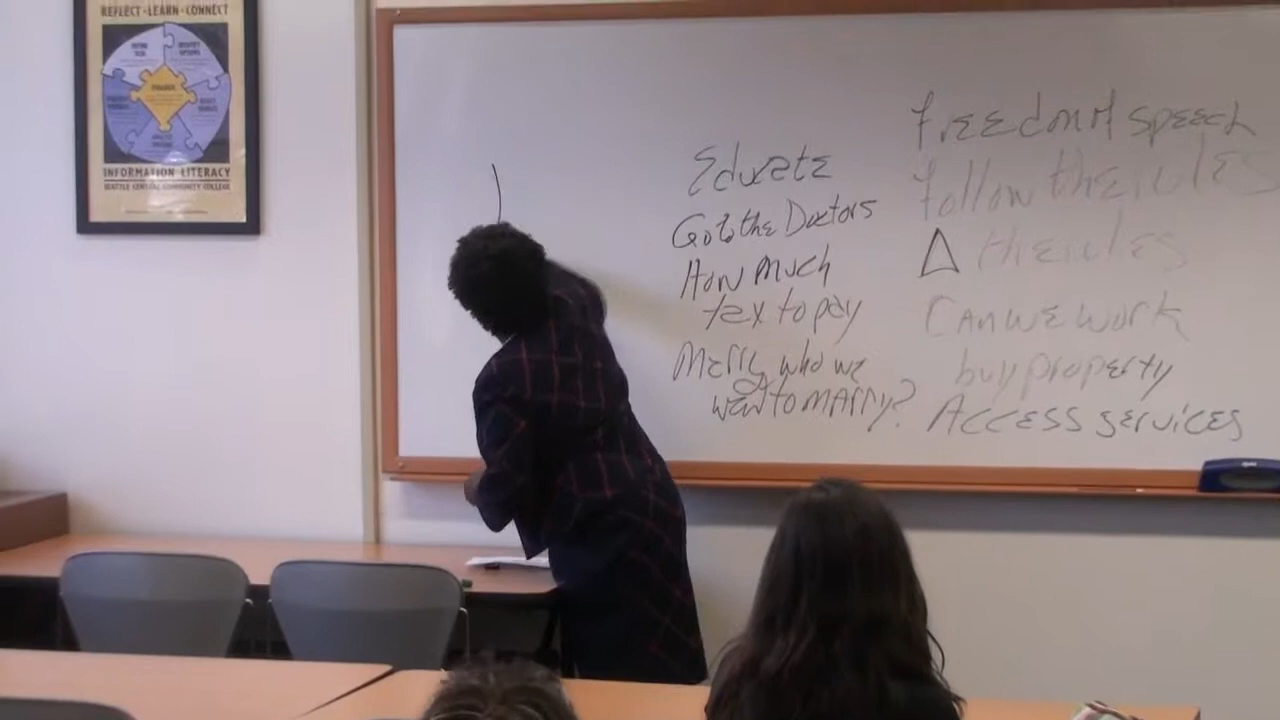 REFLECT-LEARN-CONNECT
INFORMATION LITERACY
SEATTLE CENTRAL COMMUNITY COLLEGE
Educate
Go to the Doctors
How much
tax to pay
Marry who we
want to marry?
freedom of speech
follow the rules
Δ the rules
Can we work
buy property
Access services